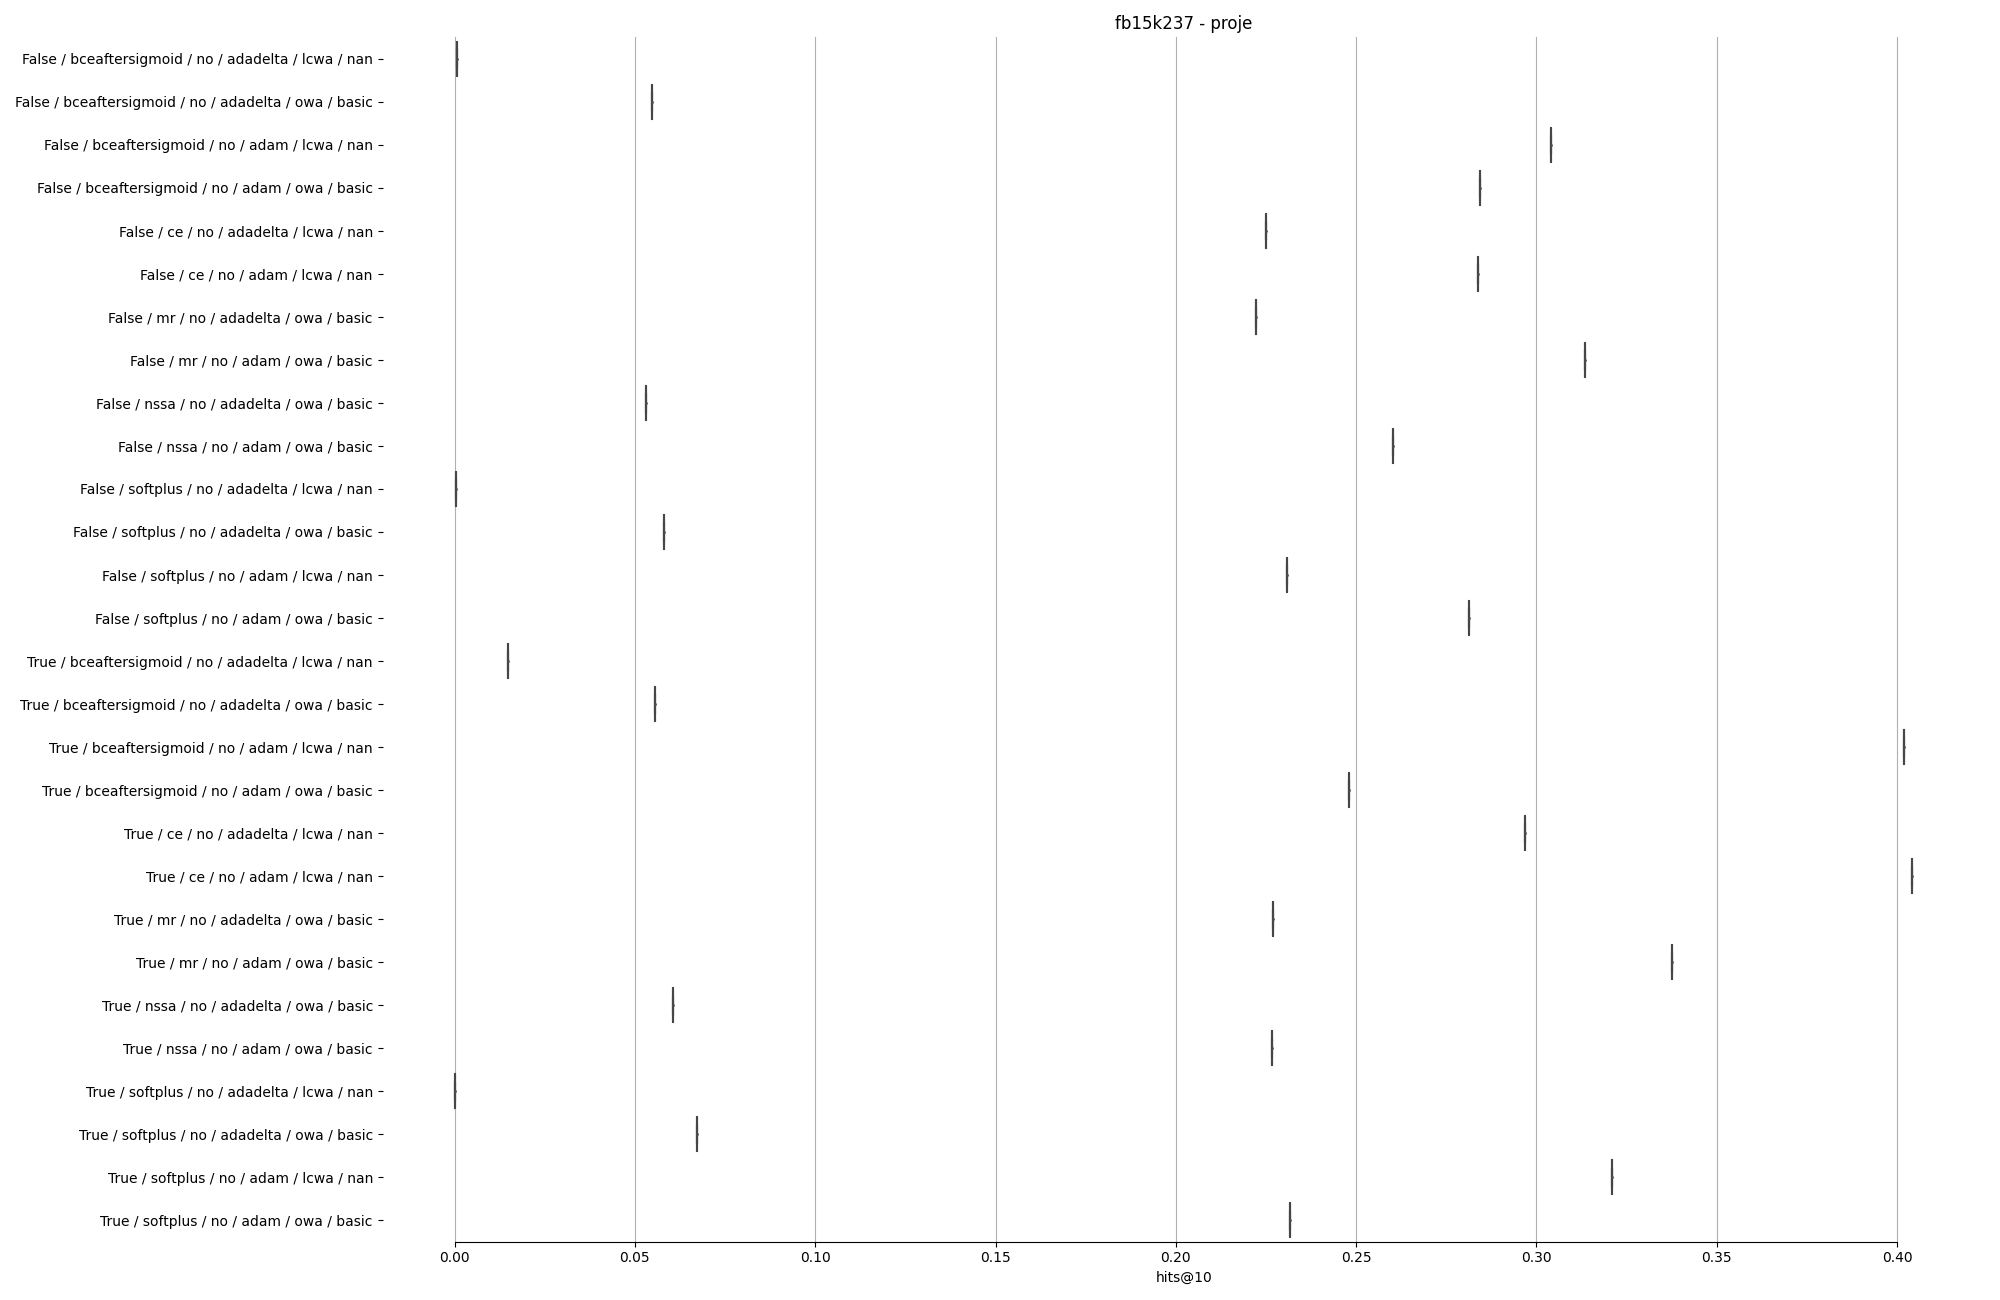 fb15k237 - proje
False / bceaftersigmoid / no / adadelta / lcwa / nan
False / bceaftersigmoid / no / adadelta / owa / basic
False / bceaftersigmoid / no / adam / lcwa / nan
False / bceaftersigmoid / no / adam / owa / basic
False / ce / no / adadelta / lcwa / nan
False / ce / no / adam / lcwa / nan
False / mr / no / adadelta / owa / basic
False / mr / no / adam / owa / basic
False / nssa / no / adadelta / owa / basic
False / nssa / no / adam / owa / basic
False / softplus / no / adadelta / lcwa / nan
False / softplus / no / adadelta / owa / basic
False / softplus / no / adam / lcwa / nan
False / softplus / no / adam / owa / basic
True / bceaftersigmoid / no / adadelta / lcwa / nan
True / bceaftersigmoid / no / adadelta / owa / basic
True / bceaftersigmoid / no / adam / lcwa / nan
True / bceaftersigmoid / no / adam / owa / basic
True / ce / no / adadelta / lcwa / nan
True / ce / no / adam / lcwa / nan
True / mr / no / adadelta / owa / basic
True / mr / no / adam / owa / basic
True / nssa / no / adadelta / owa / basic
True / nssa / no / adam / owa / basic
True / softplus / no / adadelta / lcwa / nan
True / softplus / no / adadelta / owa / basic
True / softplus / no / adam / lcwa / nan
True / softplus / no / adam / owa / basic
0.00 0.05 0.10 0.15 0.20 0.25 0.30 0.35 0.40
hits@10